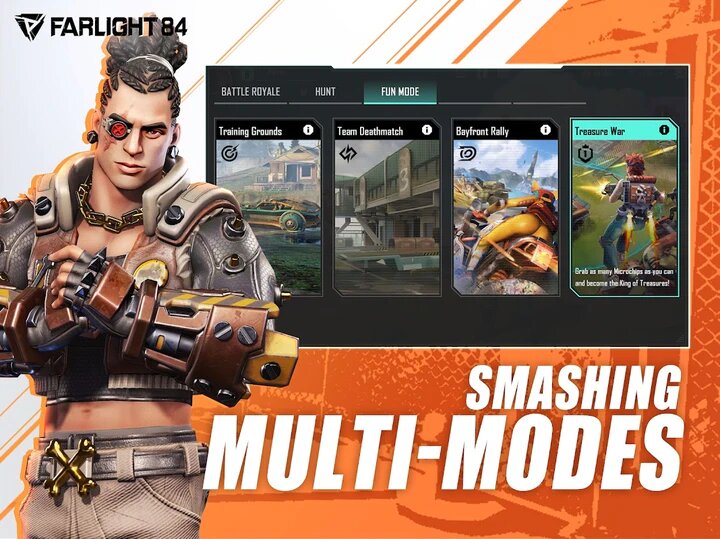 FARLIGHT 84
BATTLE ROYALE HUNT FUN MODE
Training Grounds Team Deathmatch Bayfront Rally Treasure War
Grab as many Microchips as you can
and become the King of Treasures!
SMASHING
MULTI-MODES